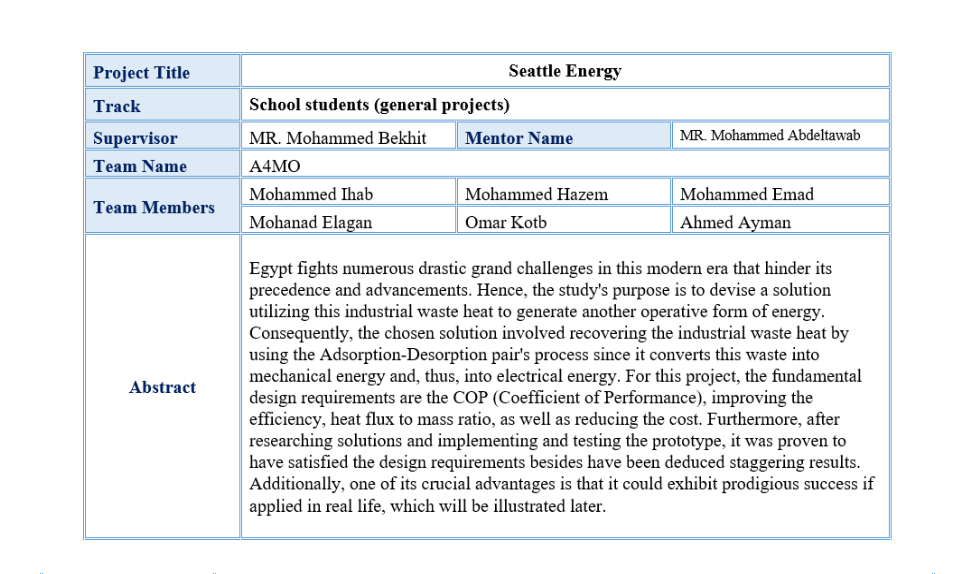 Project Title Seattle Energy
Track School students (general projects)
Supervisor MR. Mohammed Bekhit Mentor Name MR. Mohammed Abdeltawab
Team Name A4MO
Team Members Mohammed Ihab Mohammed Hazem Mohammed Emad
Mohanad Elagan Omar Kotb Ahmed Ayman
Abstract
Egypt fights numerous drastic grand challenges in this modern era that hinder its
precedence and advancements. Hence, the study's purpose is to devise a solution
utilizing this industrial waste heat to generate another operative form of energy.
Consequently, the chosen solution involved recovering the industrial waste heat by
using the Adsorption-Desorption pair's process since it converts this waste into
mechanical energy and, thus, into electrical energy. For this project, the fundamental
design requirements are the COP (Coefficient of Performance), improving the
efficiency, heat flux to mass ratio, as well as reducing the cost. Furthermore, after
researching solutions and implementing and testing the prototype, it was proven to
have satisfied the design requirements besides have been deduced staggering results.
Additionally, one of its crucial advantages is that it could exhibit prodigious success if
applied in real life, which will be illustrated later.